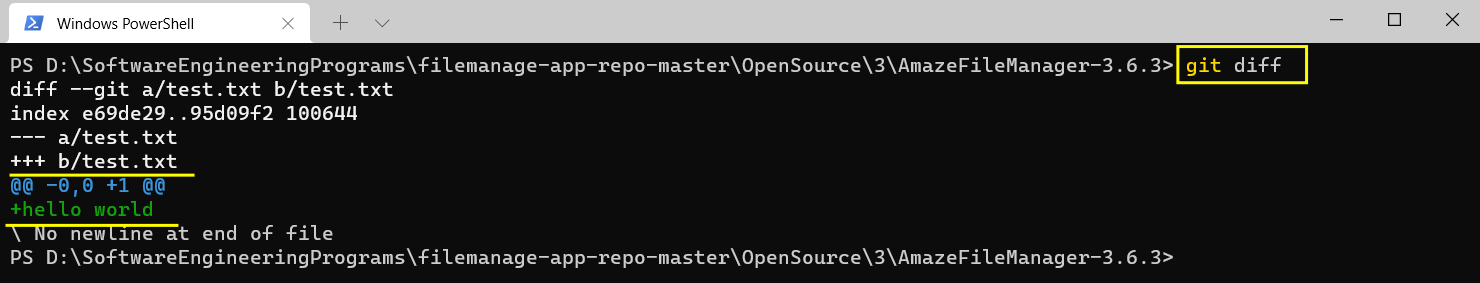 Windows PowerShell
PS D:\SoftwareEngineeringPrograms\filemanage-app-repo-master\OpenSource\3\AmazeFileManager-3.6.3> git diff
diff --git a/test.txt b/test.txt
index e69de29..95d09f2 100644
--- a/test.txt
+++ b/test.txt
@@ -0,0 +1 @@
+hello world
\ No newline at end of file
PS D:\SoftwareEngineeringPrograms\filemanage-app-repo-master\OpenSource\3\AmazeFileManager-3.6.3>